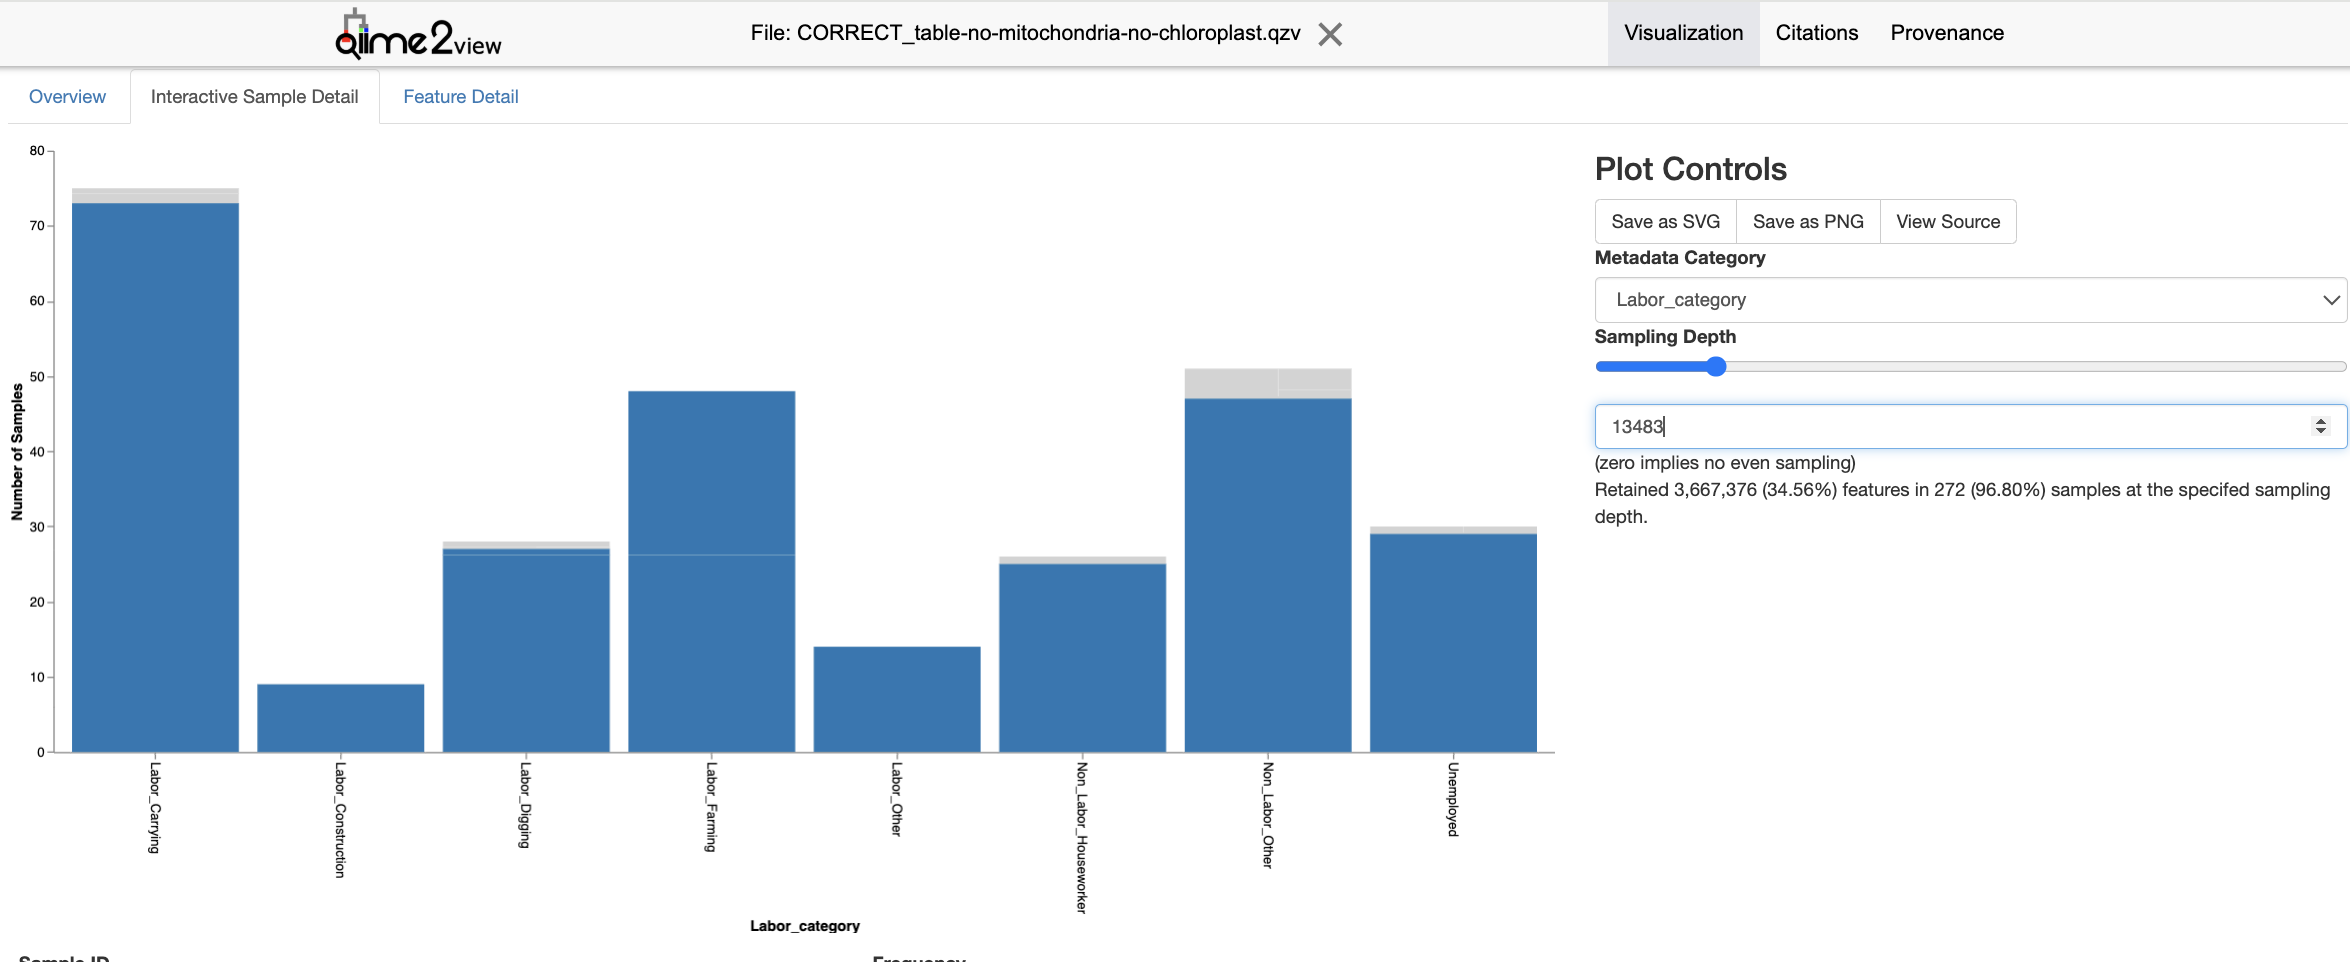 qiime2view
File: CORRECT_table-no-mitochondria-no-chloroplast.qzv
Visualization
Citations
Provenance
Overview
Interactive Sample Detail
Feature Detail
80
70
60
50
40
30
20
10
0
Number of Samples
Labor_Carrying
Labor_Construction
Labor_Digging
Labor_Farming
Labor_Other
Non_Labor_Houseworker
Non_Labor_Other
Unemployed
Labor_category
Plot Controls
Save as SVG
Save as PNG
View Source
Metadata Category
Labor_category
Sampling Depth
13483
(zero implies no even sampling)
Retained 3,667,376 (34.56%) features in 272 (96.80%) samples at the specifed sampling
depth.
Sample ID
Frequency